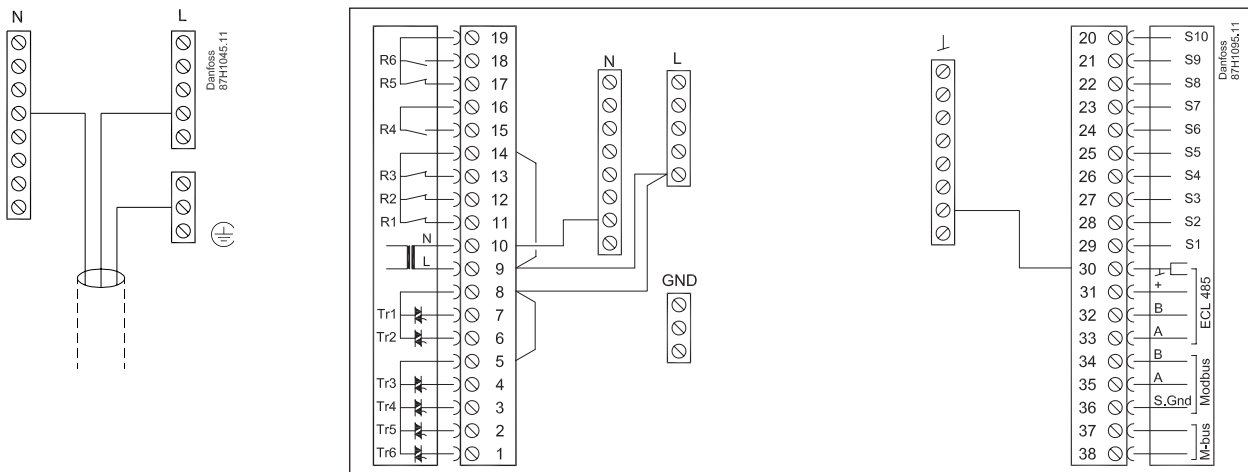 N
L
Danfoss
87H1045.11
19
R6 18
R5 17
16
R4 15
14
R3 13
R2 12
R1 11
N 10
L 9
8
Tr1 7
Tr2 6
5
Tr3 4
Tr4 3
Tr5 2
Tr6 1
N
L
GND
20 S10
21 S9
22 S8
23 S7
24 S6
25 S5
26 S4
27 S3
28 S2
29 S1
30
31 +
32 B
33 A
34 B
35 A
36 S.Gnd
37
38
ECL 485
Modbus
M-bus
Danfoss
87H1095.11